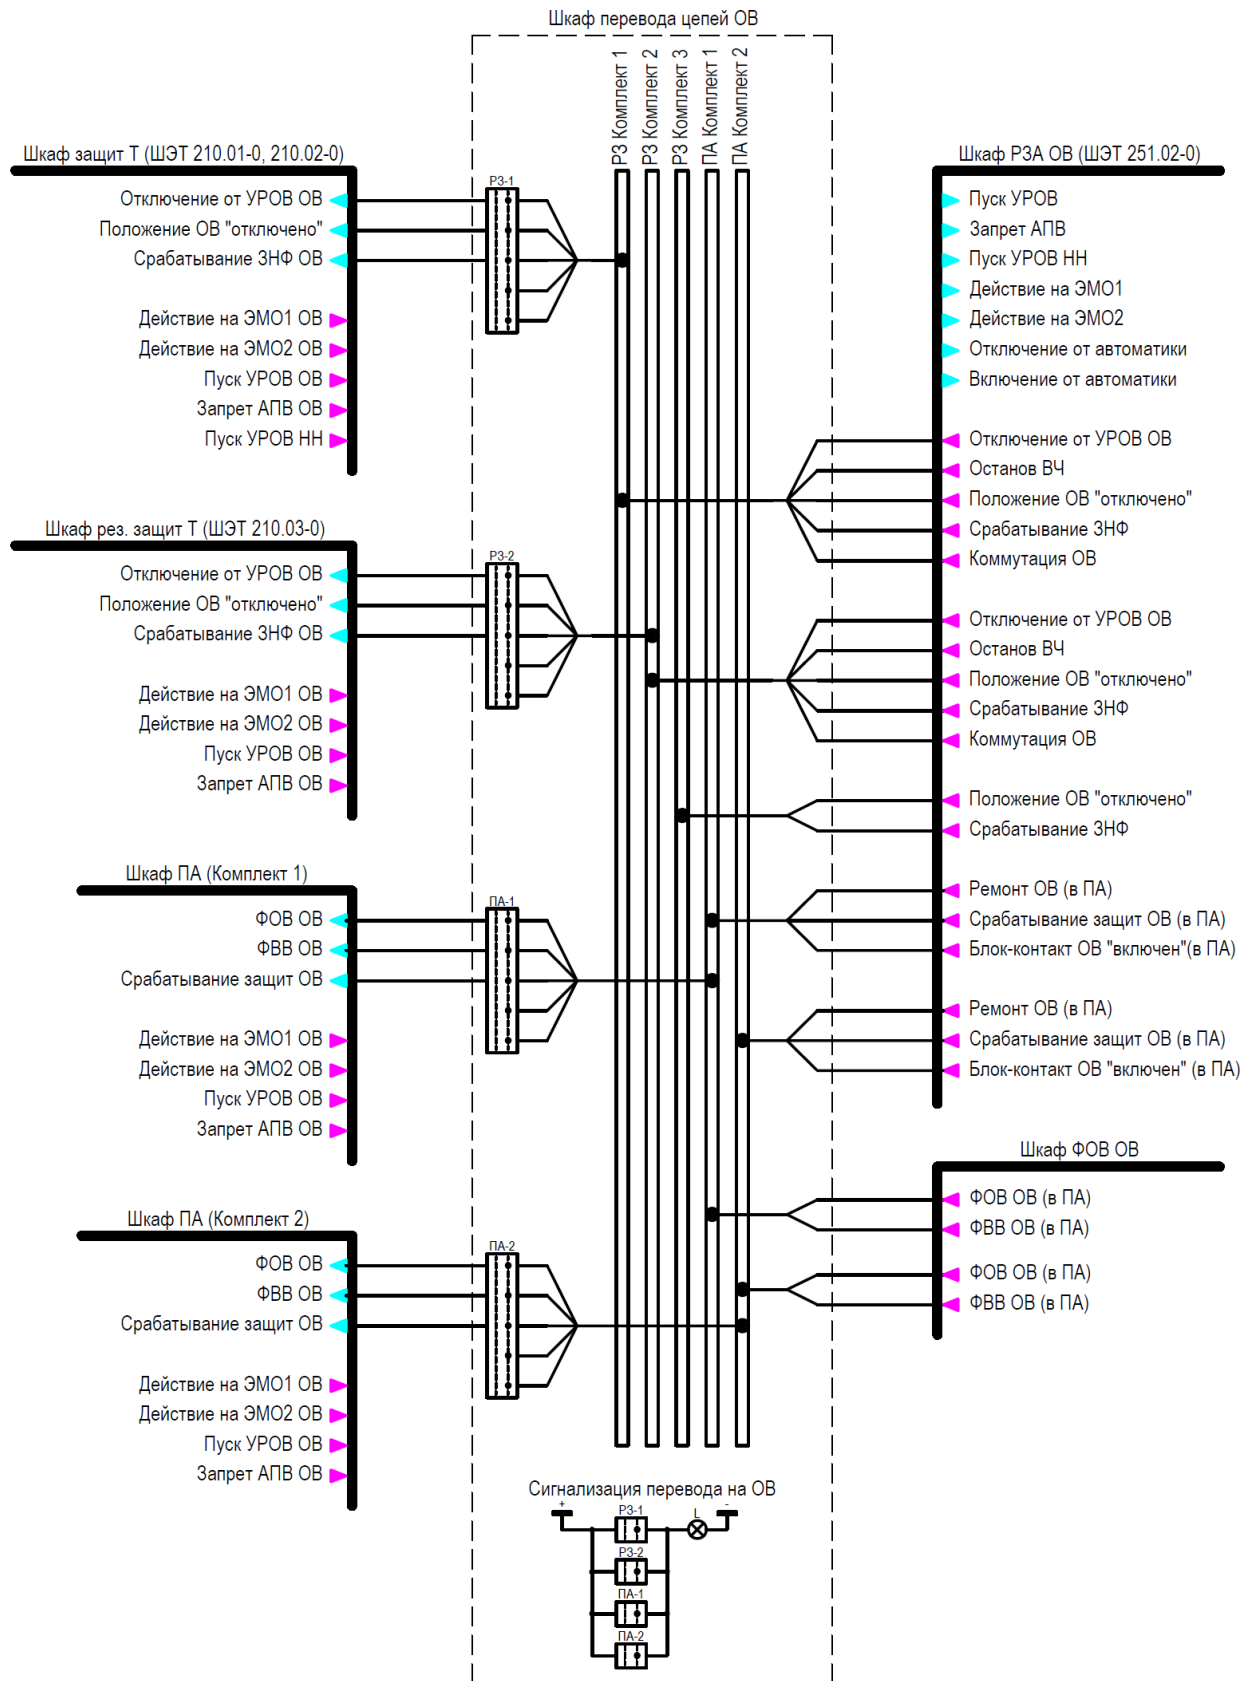 Шкаф перевода цепей ОВ
РЗ Комплект 1
РЗ Комплект 2
РЗ Комплект 3
ПА Комплект 1
ПА Комплект 2
Шкаф защит Т (ШЭТ 210.01-0, 210.02-0)
Отключение от УРОВ ОВ
Положение ОВ "отключено"
Срабатывание ЗНФ ОВ
Действие на ЭМО1 ОВ
Действие на ЭМО2 ОВ
Пуск УРОВ ОВ
Запрет АПВ ОВ
Пуск УРОВ НН
РЗ-1
Шкаф рез. защит Т (ШЭТ 210.03-0)
Отключение от УРОВ ОВ
Положение ОВ "отключено"
Срабатывание ЗНФ ОВ
Действие на ЭМО1 ОВ
Действие на ЭМО2 ОВ
Пуск УРОВ ОВ
Запрет АПВ ОВ
РЗ-2
Шкаф ПА (Комплект 1)
ФОВ ОВ
ФВВ ОВ
Срабатывание защит ОВ
Действие на ЭМО1 ОВ
Действие на ЭМО2 ОВ
Пуск УРОВ ОВ
Запрет АПВ ОВ
ПА-1
Шкаф ПА (Комплект 2)
ФОВ ОВ
ФВВ ОВ
Срабатывание защит ОВ
Действие на ЭМО1 ОВ
Действие на ЭМО2 ОВ
Пуск УРОВ ОВ
Запрет АПВ ОВ
ПА-2
Шкаф РЗА ОВ (ШЭТ 251.02-0)
Пуск УРОВ
Запрет АПВ
Пуск УРОВ НН
Действие на ЭМО1
Действие на ЭМО2
Отключение от автоматики
Включение от автоматики
Отключение от УРОВ ОВ
Останов ВЧ
Положение ОВ "отключено"
Срабатывание ЗНФ
Коммутация ОВ
Отключение от УРОВ ОВ
Останов ВЧ
Положение ОВ "отключено"
Срабатывание ЗНФ
Коммутация ОВ
Положение ОВ "отключено"
Срабатывание ЗНФ
Ремонт ОВ (в ПА)
Срабатывание защит ОВ (в ПА)
Блок-контакт ОВ "включен"(в ПА)
Ремонт ОВ (в ПА)
Срабатывание защит ОВ (в ПА)
Блок-контакт ОВ "включен" (в ПА)
Шкаф ФОВ ОВ
ФОВ ОВ (в ПА)
ФВВ ОВ (в ПА)
ФОВ ОВ (в ПА)
ФВВ ОВ (в ПА)
Сигнализация перевода на ОВ
+
РЗ-1
L
-
РЗ-2
ПА-1
ПА-2